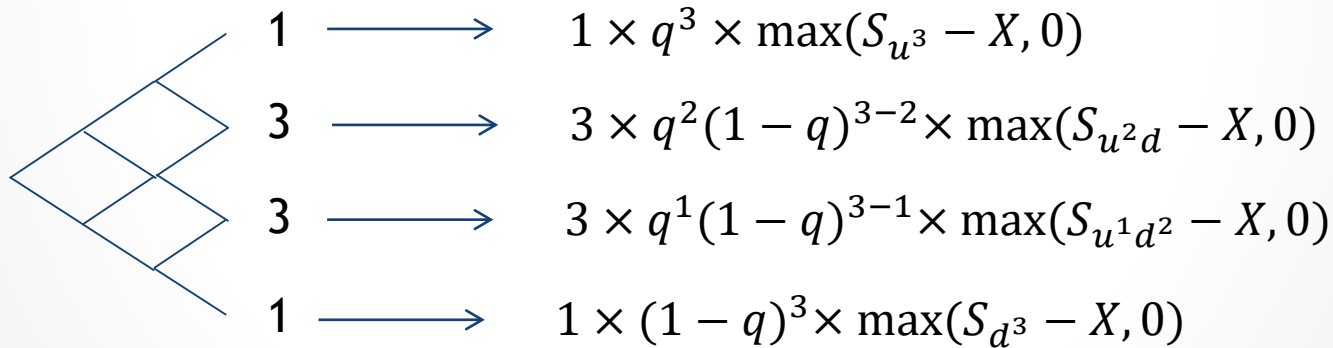 1 ⟶ 1 × q³ × max(S_{u³} − X, 0)
3 ⟶ 3 × q²(1 − q)³⁻² × max(S_{u²d} − X, 0)
3 ⟶ 3 × q¹(1 − q)³⁻¹ × max(S_{u¹d²} − X, 0)
1 ⟶ 1 × (1 − q)³ × max(S_{d³} − X, 0)